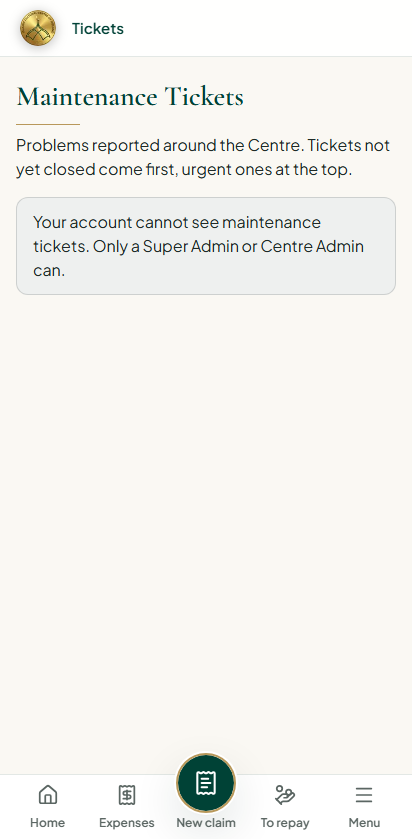 Tickets
Maintenance Tickets
Problems reported around the Centre. Tickets not
yet closed come first, urgent ones at the top.
Your account cannot see maintenance
tickets. Only a Super Admin or Centre Admin
can.
Home
Expenses
New claim
To repay
Menu